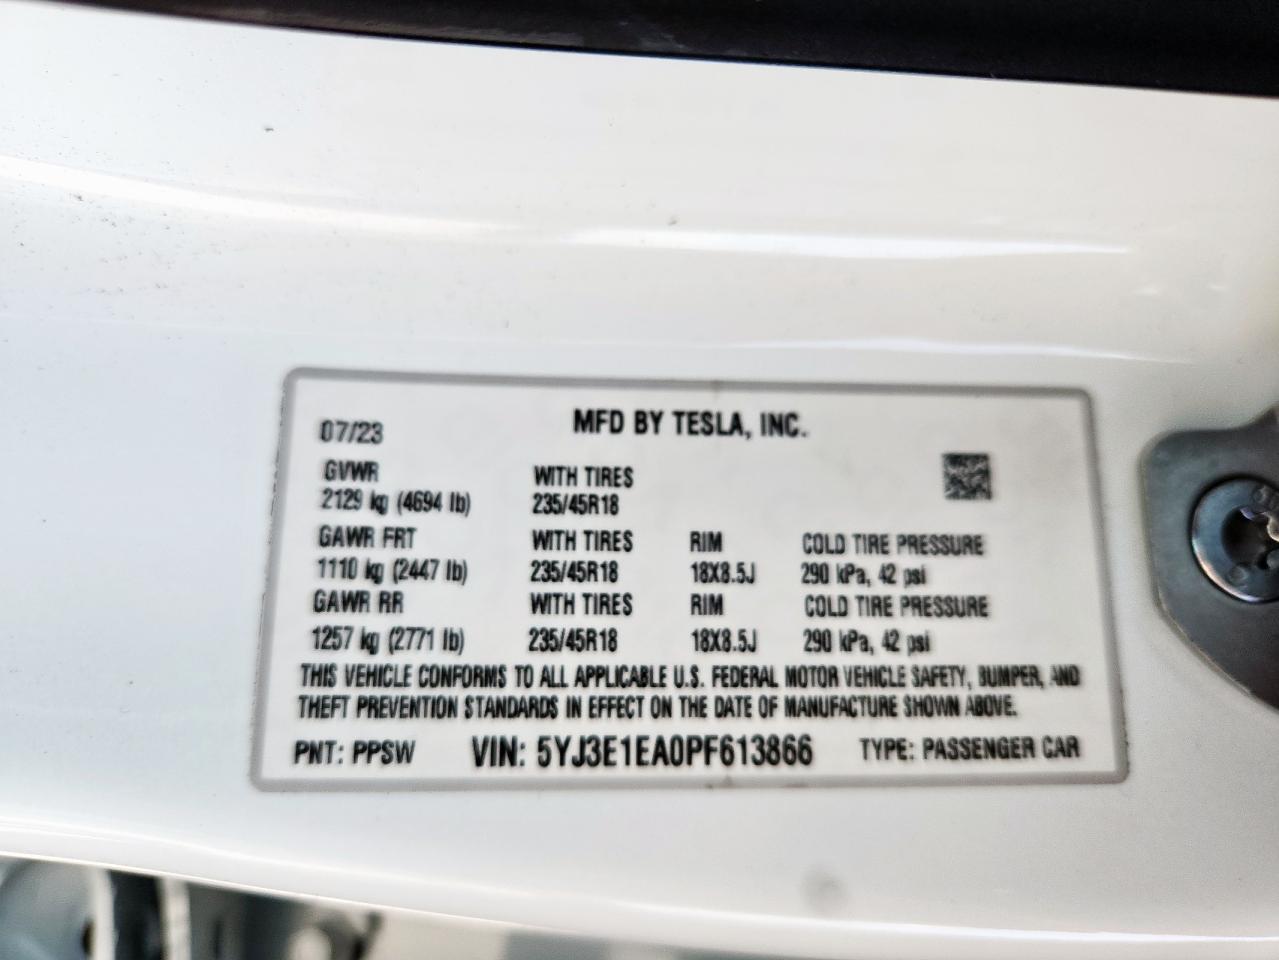 07/23 MFD BY TESLA, INC.
GVWR WITH TIRES
2129 kg (4694 lb) 235/45R18
GAWR FRT WITH TIRES RIM COLD TIRE PRESSURE
1110 kg (2447 lb) 235/45R18 18X8.5J 290 kPa, 42 psi
GAWR RR WITH TIRES RIM COLD TIRE PRESSURE
1257 kg (2771 lb) 235/45R18 18X8.5J 290 kPa, 42 psi
THIS VEHICLE CONFORMS TO ALL APPLICABLE U.S. FEDERAL MOTOR VEHICLE SAFETY, BUMPER, AND
THEFT PREVENTION STANDARDS IN EFFECT ON THE DATE OF MANUFACTURE SHOWN ABOVE.
PNT: PPSW VIN: 5YJ3E1EA0PF613866 TYPE: PASSENGER CAR